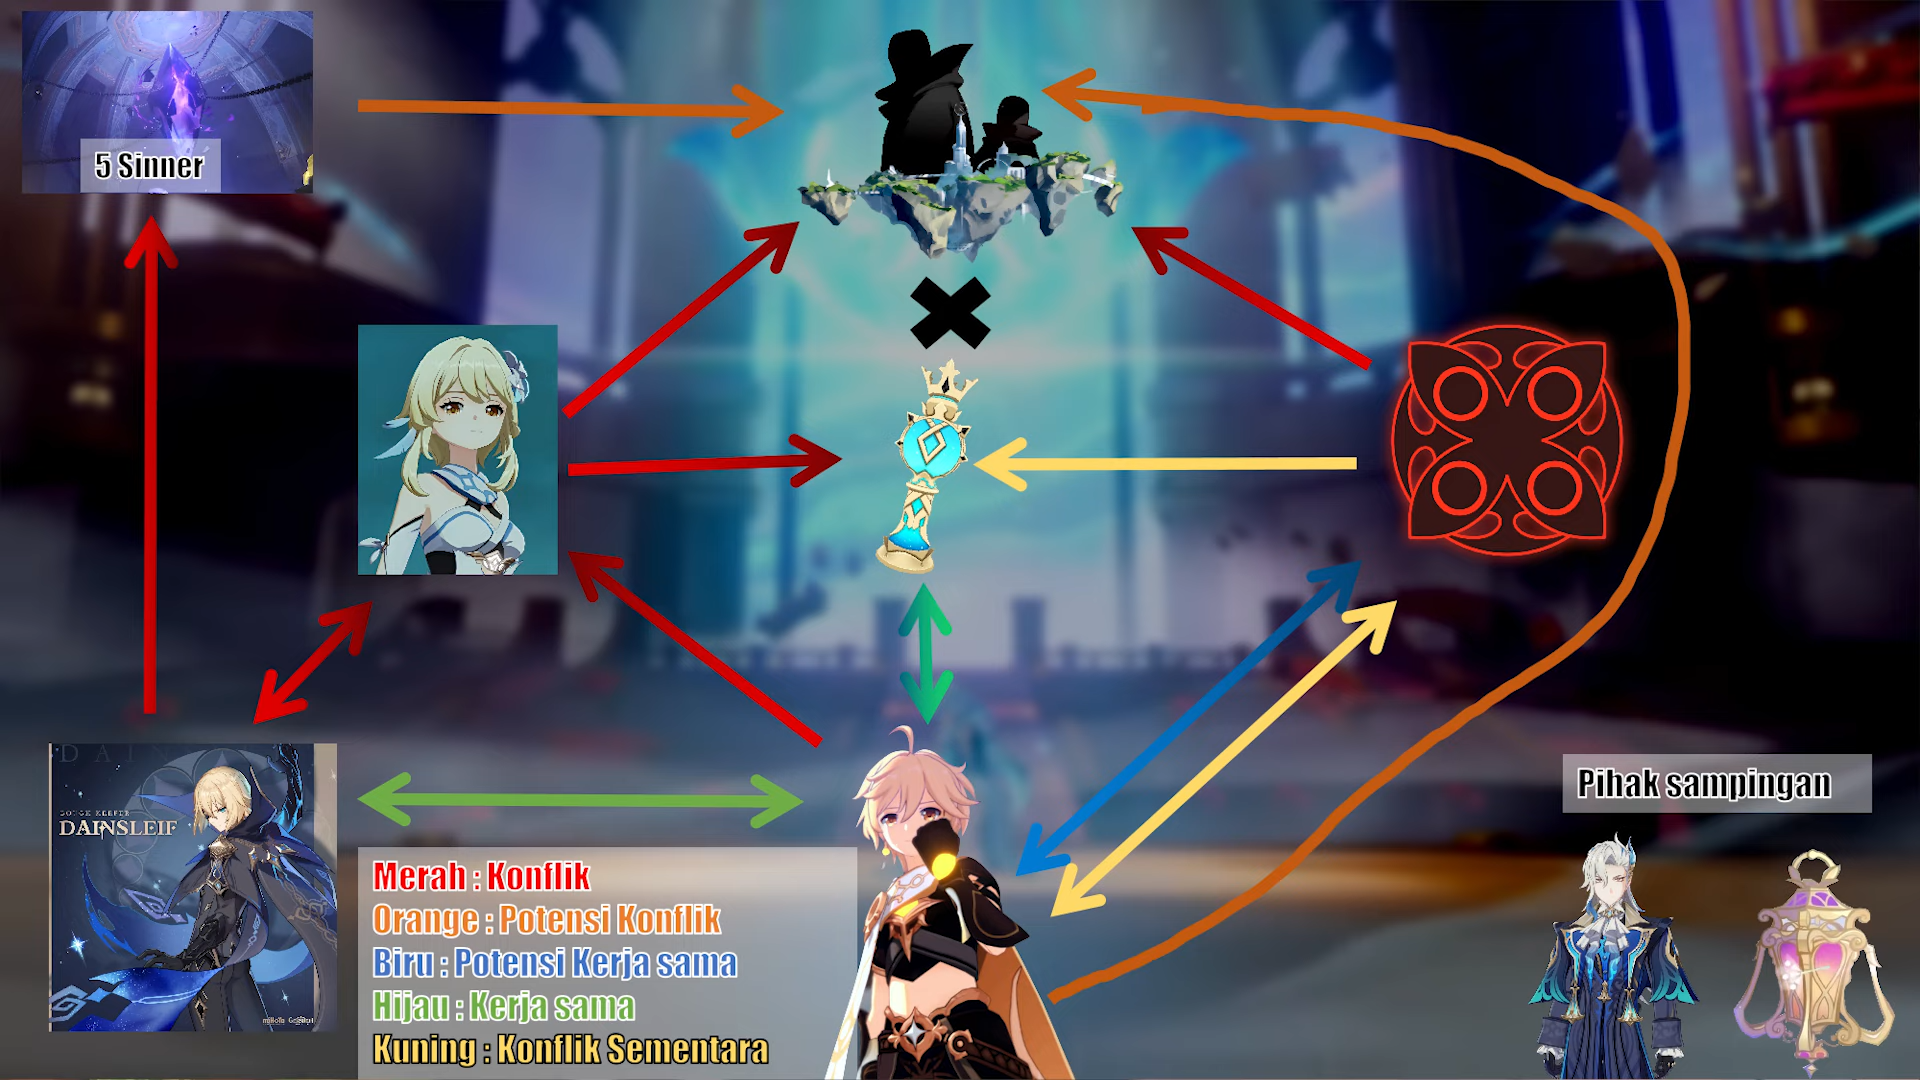 5 Sinner
DAINSLEIF
Pihak sampingan
Merah : Konflik
Orange : Potensi Konflik
Biru : Potensi Kerja sama
Hijau : Kerja sama
Kuning : Konflik Sementara